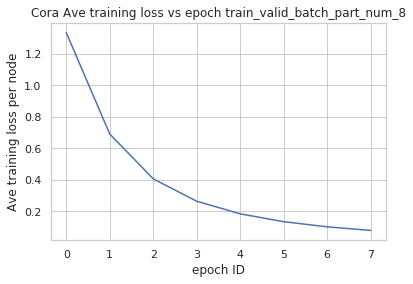 Cora Ave training loss vs epoch train_valid_batch_part_num_8
Ave training loss per node
1.2
1.0
0.8
0.6
0.4
0.2
0 1 2 3 4 5 6 7
epoch ID